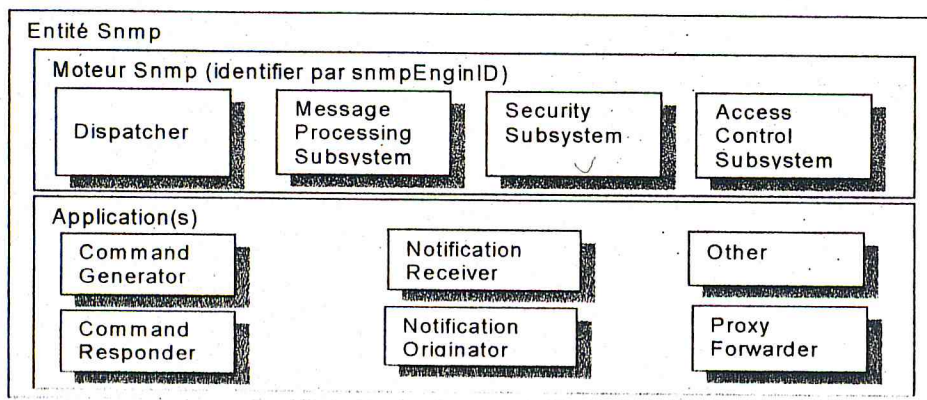 Entité Snmp
Moteur Snmp (identifier par snmpEnginID)
Dispatcher
Message
Processing
Subsystem
Security
Subsystem
Access
Control
Subsystem
Application(s)
Command
Generator
Notification
Receiver
Other
Command
Responder
Notification
Originator
Proxy
Forwarder